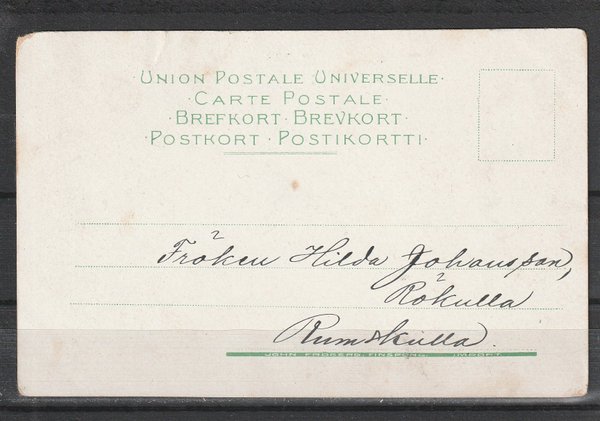 · UNION POSTALE UNIVERSELLE ·
· CARTE POSTALE ·
· BREFKORT · BREVKORT ·
· POSTKORT · POSTIKORTTI ·
Fröken Hilda Johansson,
Rökulla
Rumskulla.
JOHN FRÖBERG, FINSPONG, IMPORT.